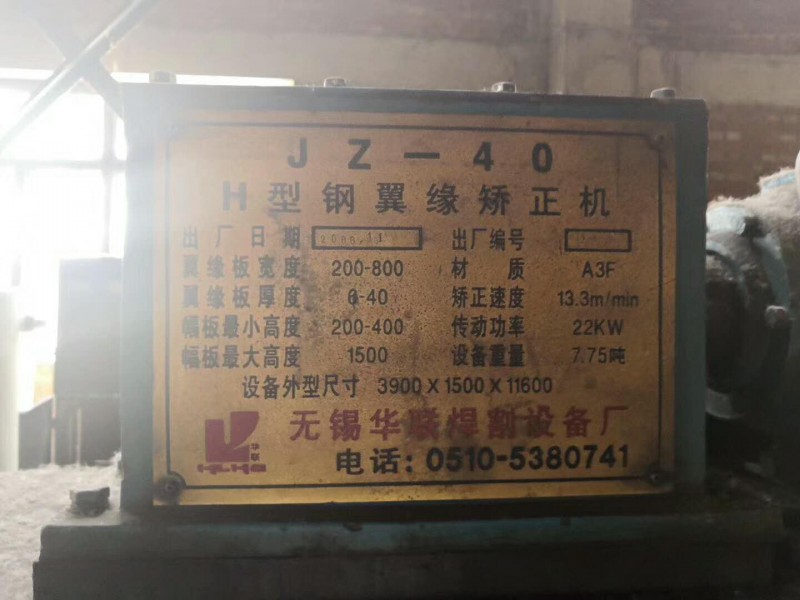 JZ-40
H型钢翼缘矫正机
出厂日期 出厂编号
翼缘板宽度 200-800 材质 A3F
翼缘板厚度 6-40 矫正速度 13.3m/min
幅板最小高度 200-400 传动功率 22KW
幅板最大高度 1500 设备重量 7.75吨
设备外型尺寸 3900X1500X11600
无锡华联焊割设备厂
电话：0510-5380741